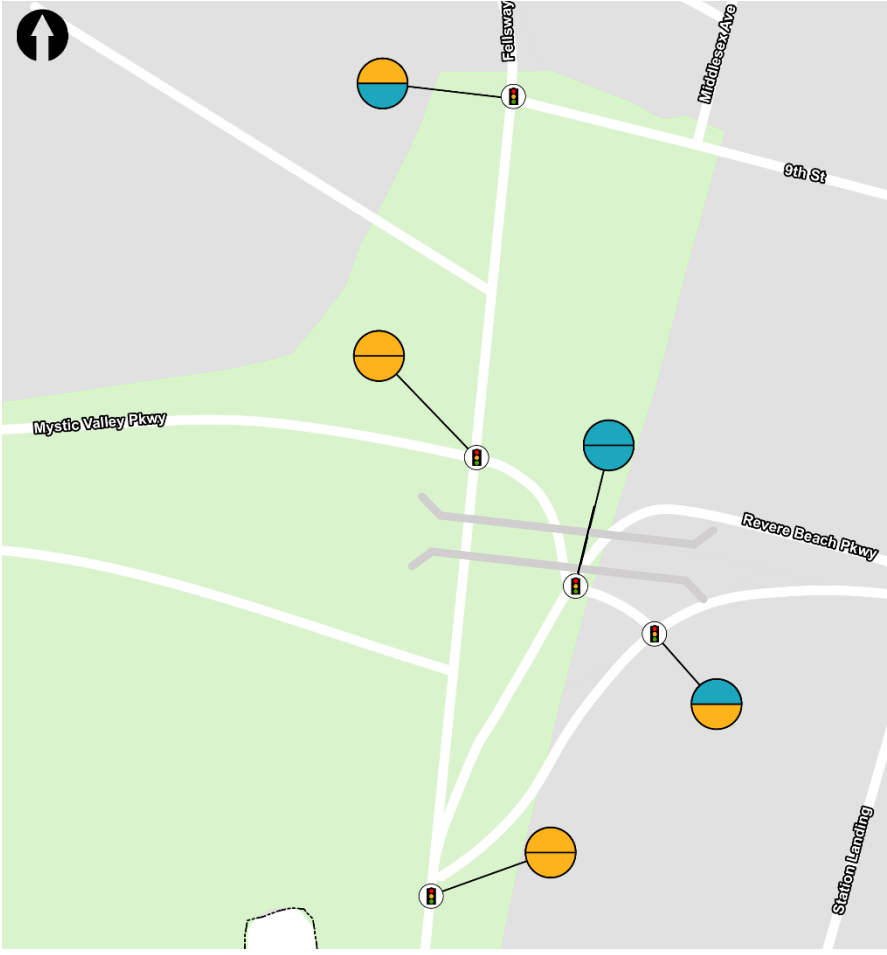 Fellsway
Middlesex Ave
9th St
Mystic Valley Pkwy
Revere Beach Pkwy
Station Landing